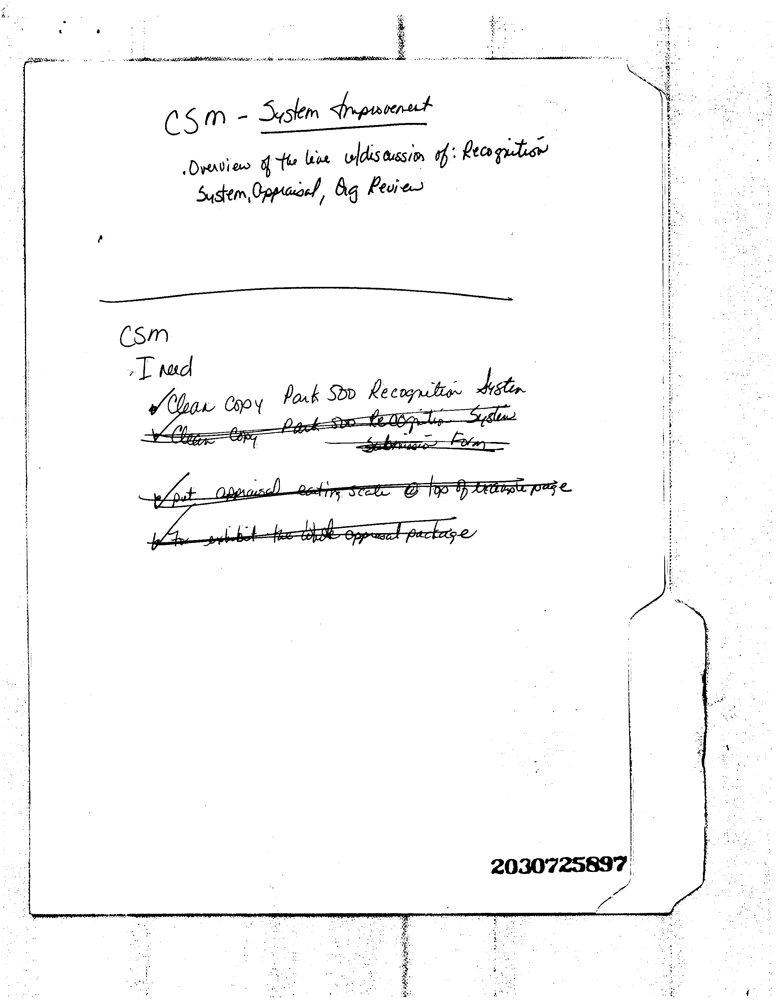 CSM - System Improvement
. Overview of the line w/discussion of: Recognition
System, Appraisal, Org Review
CSM
I need
Clean Copy Park 500 Recognition System
Clean Copy Park 500 Recognition System
Submission Form
put appraisal rating scale @ top of page
For exhibit the whole appraisal package
2030725897